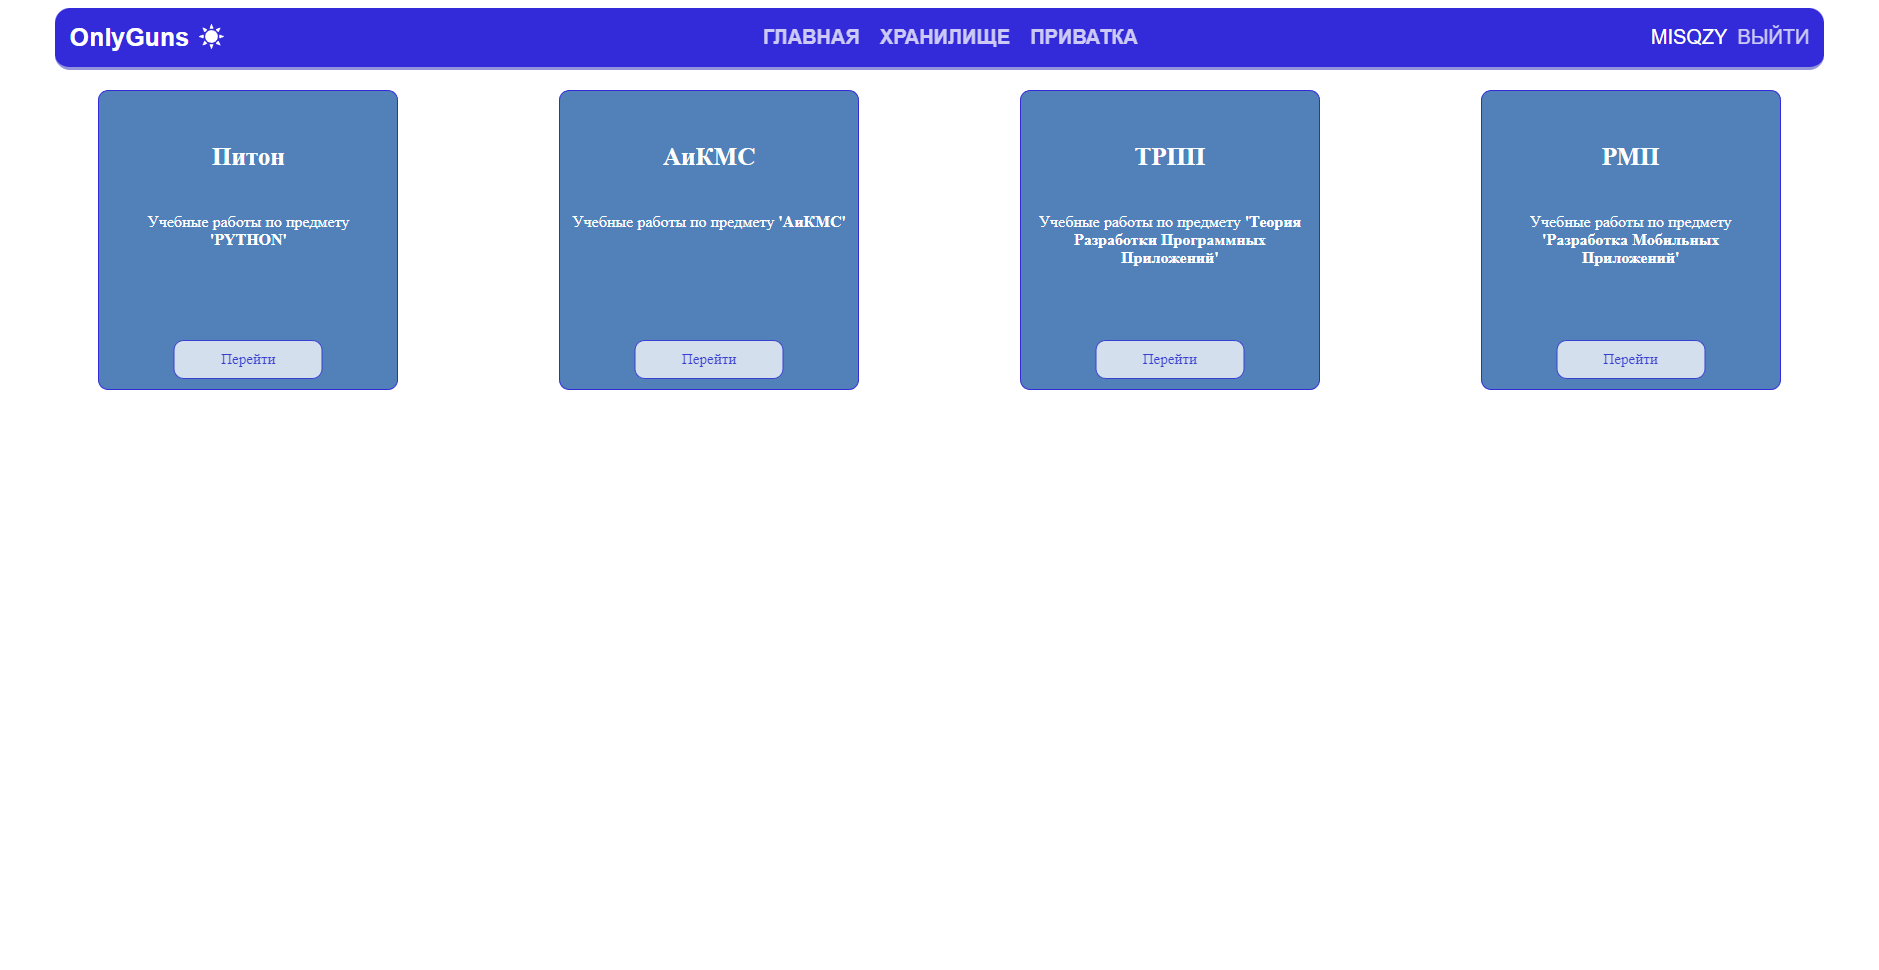 OnlyGuns
ГЛАВНАЯ ХРАНИЛИЩЕ ПРИВАТКА
MISQZY ВЫЙТИ
Питон
Учебные работы по предмету
'PYTHON'
Перейти
АиКМС
Учебные работы по предмету 'АиКМС'
Перейти
ТРПП
Учебные работы по предмету 'Теория
Разработки Программных
Приложений'
Перейти
РМП
Учебные работы по предмету
'Разработка Мобильных
Приложений'
Перейти